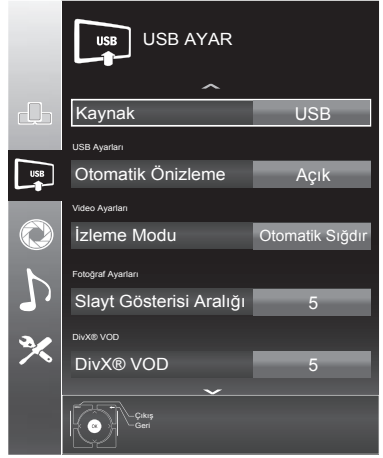 USB
USB AYAR
Kaynak USB
USB Ayarları
USB
Otomatik Önizleme Açık
Video Ayarları
İzleme Modu Otomatik Sığdır
Fotoğraf Ayarları
Slayt Gösterisi Aralığı 5
DivX® VOD
DivX® VOD 5
Çıkış
OK
Geri